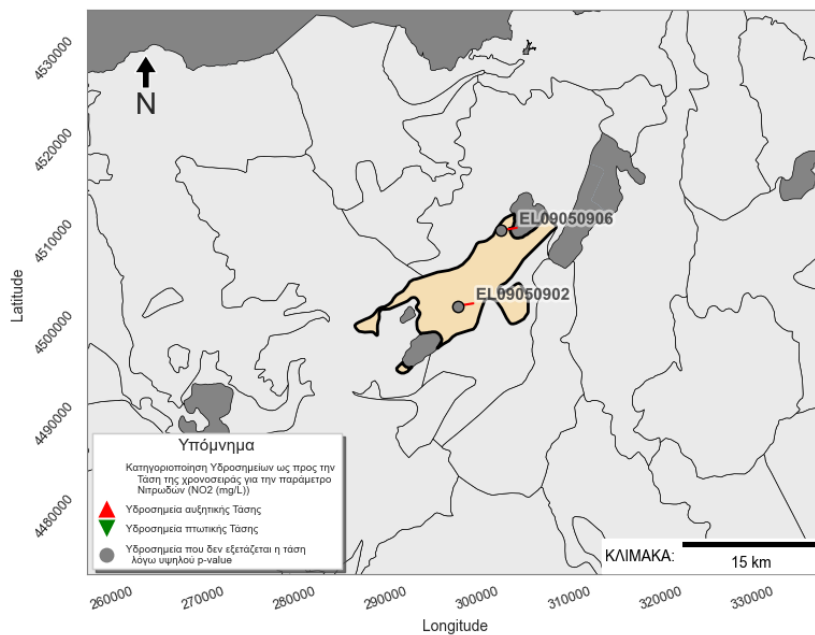 4530000
4520000
4510000
4500000
4490000
4480000
Latitude
N
EL09050906
EL09050902
Υπόμνημα
Κατηγοριοποίηση Υδροσημείων ως προς την
Τάση της χρονοσειράς για την παράμετρο
Νιτρωδών (NO2 (mg/L))
Υδροσημεία αυξητικής Τάσης
Υδροσημεία πτωτικής Τάσης
Υδροσημεία που δεν εξετάζεται η τάση
λόγω υψηλού p-value
ΚΛΙΜΑΚΑ:
15 km
260000 270000 280000 290000 300000 310000 320000 330000
Longitude